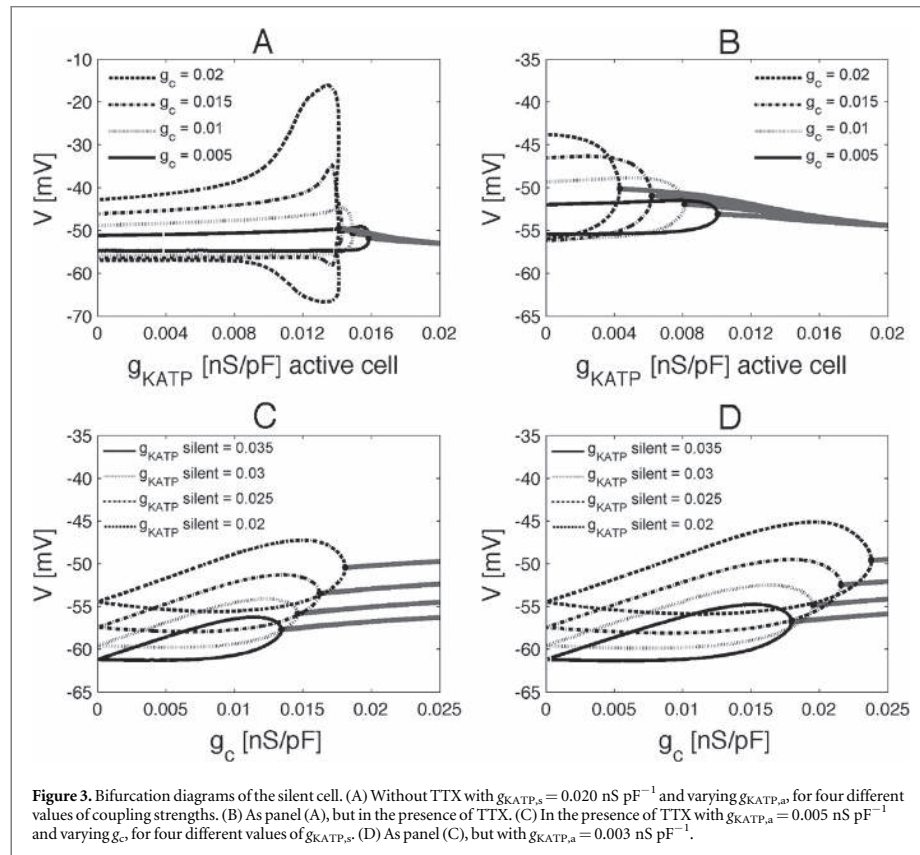 A
-10
-20
-30
-40
-50
-60
-70
V [mV]
g_c = 0.02
g_c = 0.015
g_c = 0.01
g_c = 0.005
0
0.004
0.008
0.012
0.016
0.02
g_KATP [nS/pF] active cell
B
-35
-40
-45
-50
-55
-60
-65
V [mV]
g_c = 0.02
g_c = 0.015
g_c = 0.01
g_c = 0.005
0
0.004
0.008
0.012
0.016
0.02
g_KATP [nS/pF] active cell
C
-35
-40
-45
-50
-55
-60
-65
V [mV]
g_KATP silent = 0.035
g_KATP silent = 0.03
g_KATP silent = 0.025
g_KATP silent = 0.02
0
0.005
0.01
0.015
0.02
0.025
g_c [nS/pF]
D
-35
-40
-45
-50
-55
-60
-65
V [mV]
g_KATP silent = 0.035
g_KATP silent = 0.03
g_KATP silent = 0.025
g_KATP silent = 0.02
0
0.005
0.01
0.015
0.02
0.025
g_c [nS/pF]
Figure 3. Bifurcation diagrams of the silent cell. (A) Without TTX with g_KATP,s = 0.020 nS pF⁻¹ and varying g_KATP,a, for four different
values of coupling strengths. (B) As panel (A), but in the presence of TTX. (C) In the presence of TTX with g_KATP,a = 0.005 nS pF⁻¹
and varying g_c, for four different values of g_KATP,s. (D) As panel (C), but with g_KATP,a = 0.003 nS pF⁻¹.